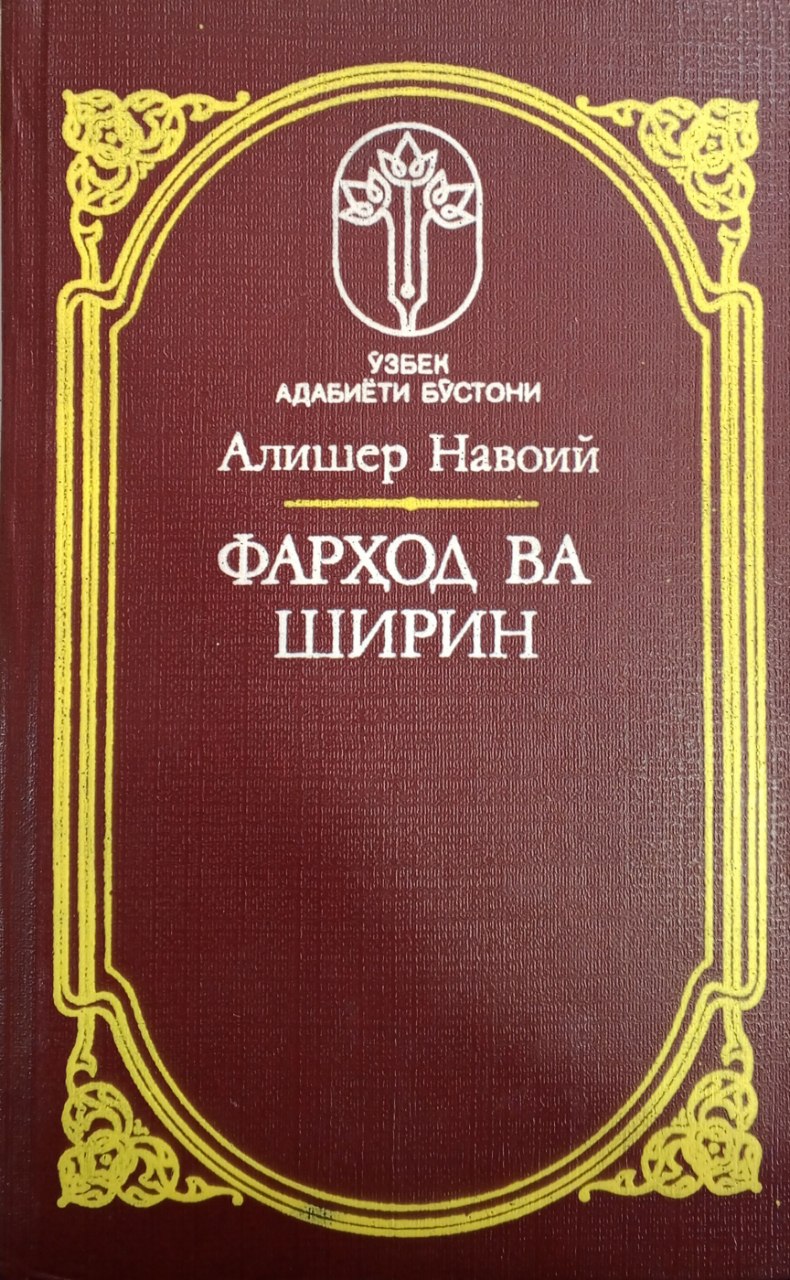 ЎЗБЕК
АДАБИЁТИ БЎСТОНИ
Алишер Навоий
ФАРҲОД ВА
ШИРИН